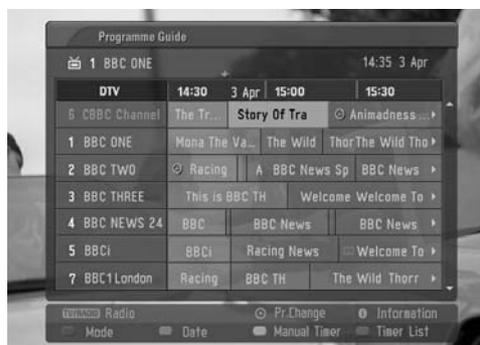 Programme Guide
1 BBC ONE 14:35 3 Apr
DTV 14:30 3 Apr 15:00 15:30
6 CBBC Channel The Tr... Story Of Tra Animadness ...
1 BBC ONE Mona The Va... The Wild Thor The Wild Tho
2 BBC TWO Racing A BBC News Sp BBC News
3 BBC THREE This is BBC TH Welcome Welcome To
4 BBC NEWS 24 BBC BBC News BBC News
5 BBCi BBCi Racing News Welcome To
7 BBC1 London Racing BBC TH The Wild Thorr
TV/RADIO Radio Pr.Change Information
Mode Date Manual Timer Timer List